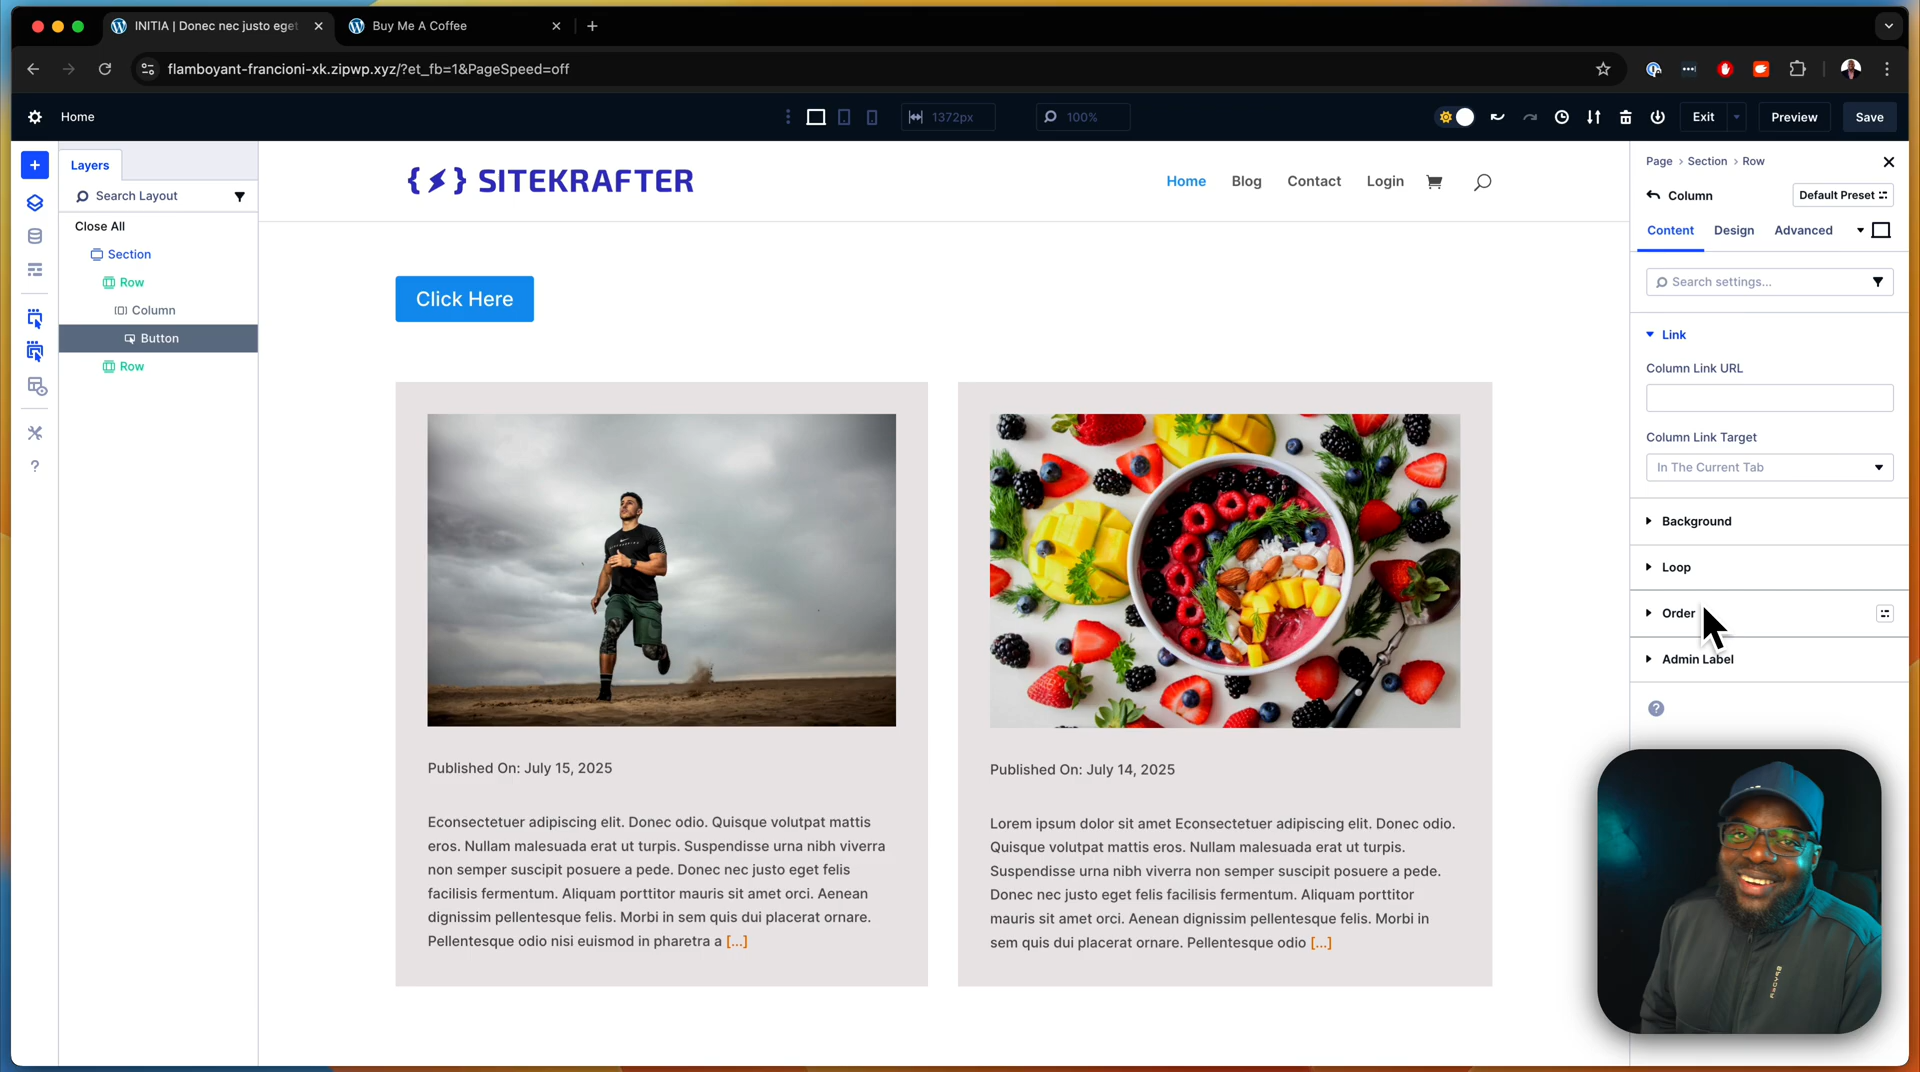 INITIA | Donec nec justo eget
Buy Me A Coffee
flamboyant-francioni-xk.zipwp.xyz/?et_fb=1&PageSpeed=off
Home
1372px
100%
Exit
Preview
Save
Layers
Search Layout
Close All
Section
Row
Column
Button
Row
{⚡} SITEKRAFTER
Home
Blog
Contact
Login
Click Here
Published On: July 15, 2025
Econsectetuer adipiscing elit. Donec odio. Quisque volutpat mattis
eros. Nullam malesuada erat ut turpis. Suspendisse urna nibh viverra
non semper suscipit posuere a pede. Donec nec justo eget felis
facilisis fermentum. Aliquam porttitor mauris sit amet orci. Aenean
dignissim pellentesque felis. Morbi in sem quis dui placerat ornare.
Pellentesque odio nisi euismod in pharetra a [...]
Published On: July 14, 2025
Lorem ipsum dolor sit amet Econsectetuer adipiscing elit. Donec odio.
Quisque volutpat mattis eros. Nullam malesuada erat ut turpis.
Suspendisse urna nibh viverra non semper suscipit posuere a pede.
Donec nec justo eget felis facilisis fermentum. Aliquam porttitor
mauris sit amet orci. Aenean dignissim pellentesque felis. Morbi in
sem quis dui placerat ornare. Pellentesque odio [...]
Page > Section > Row
Column
Default Preset
Content
Design
Advanced
Search settings...
Link
Column Link URL
Column Link Target
In The Current Tab
Background
Loop
Order
Admin Label